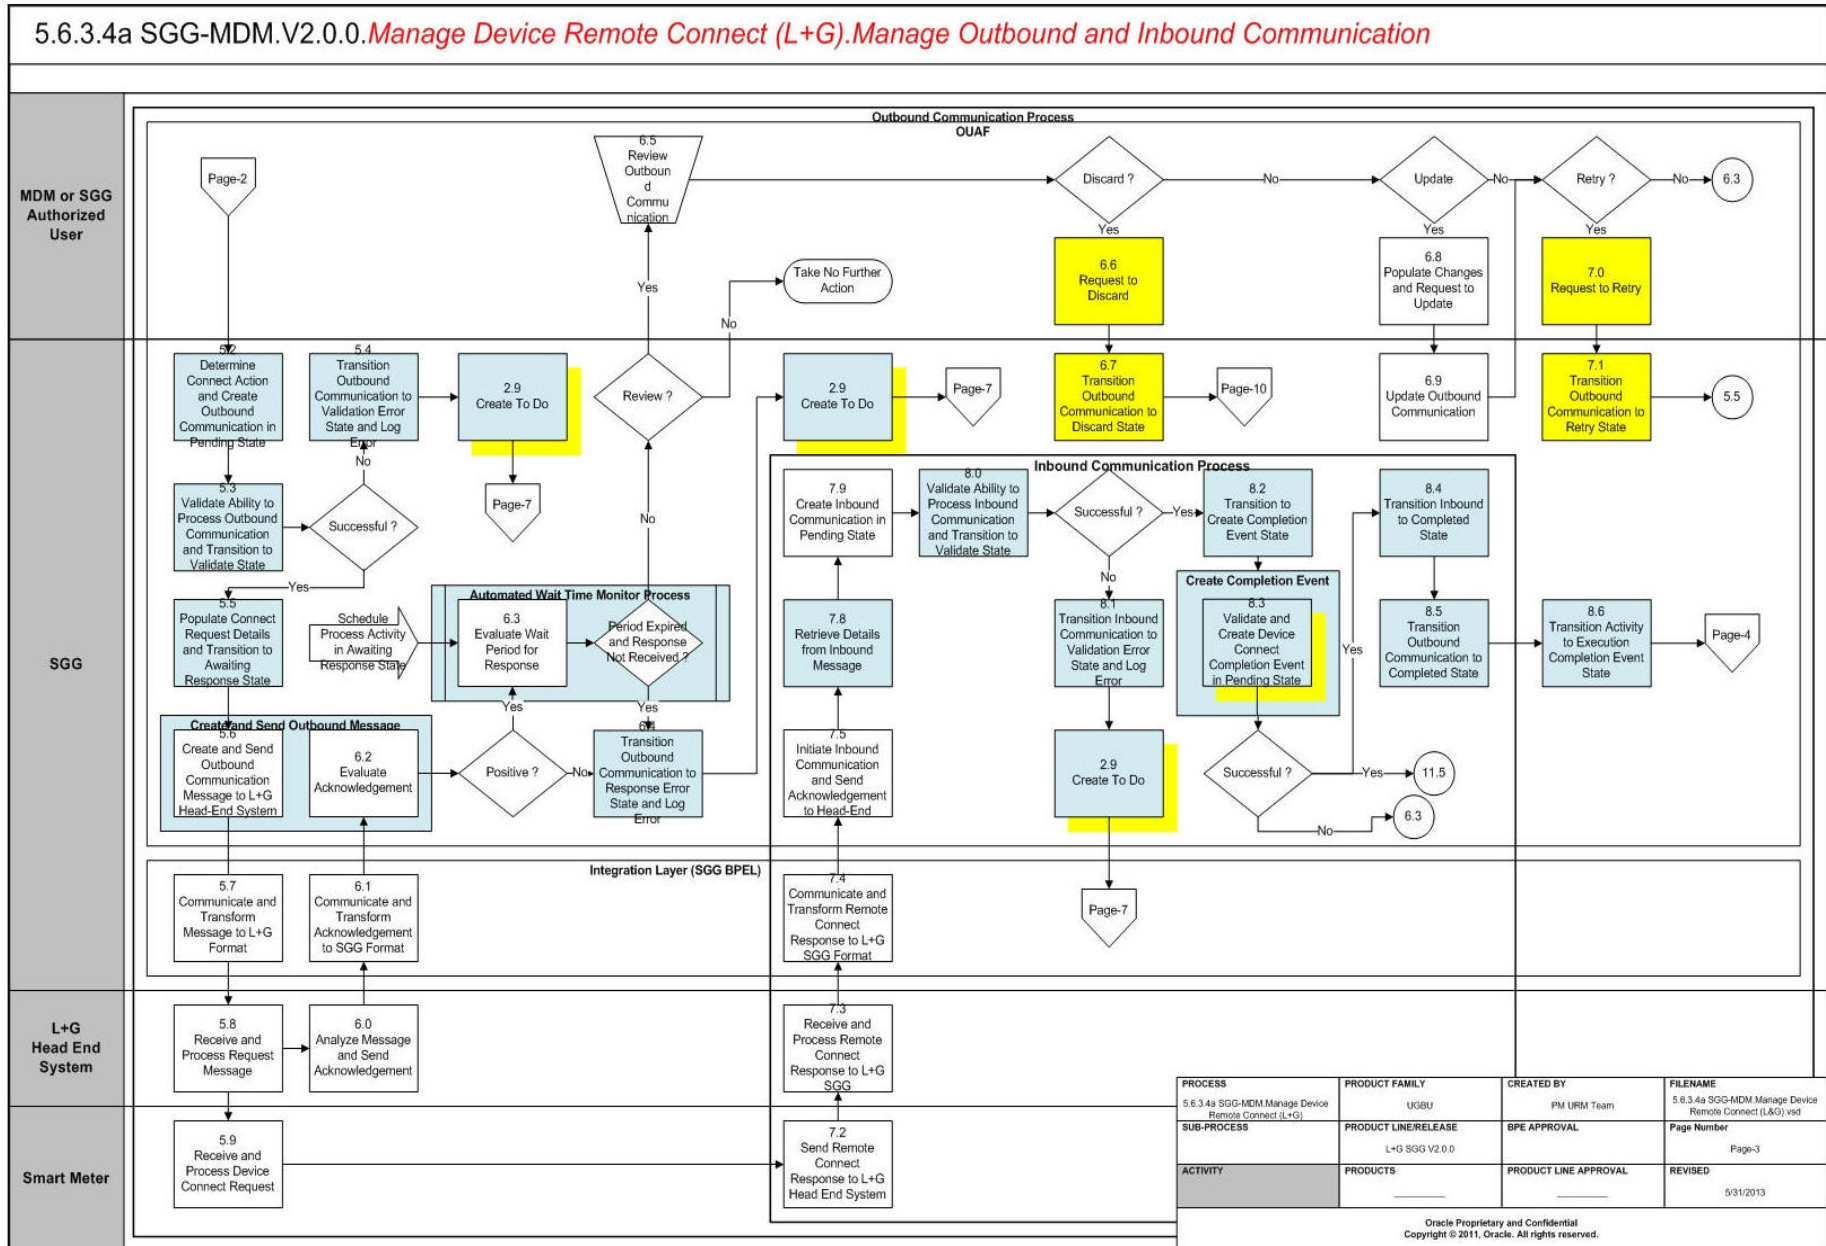 5.6.3.4a SGG-MDM.V2.0.0.Manage Device Remote Connect (L+G).Manage Outbound and Inbound Communication
Outbound Communication Process
OUAF
MDM or SGG
Authorized
User
Page-2
6.5
Review
Outboun
d
Commu
nication
Discard ?
No
Update
No
Retry ?
No
6.3
Yes
Yes
Yes
Yes
6.6
Request to
Discard
6.8
Populate Changes
and Request to
Update
7.0
Request to Retry
Take No Further
Action
No
SGG
5.2
Determine
Connect Action
and Create
Outbound
Communication in
Pending State
5.4
Transition
Outbound
Communication to
Validation Error
State and Log
Error
2.9
Create To Do
Review ?
2.9
Create To Do
Page-7
6.7
Transition
Outbound
Communication to
Discard State
Page-10
6.9
Update Outbound
Communication
7.1
Transition
Outbound
Communication to
Retry State
5.5
No
Page-7
No
5.3
Validate Ability to
Process Outbound
Communication
and Transition to
Validate State
Successful ?
Yes
Inbound Communication Process
7.9
Create Inbound
Communication in
Pending State
8.0
Validate Ability to
Process Inbound
Communication
and Transition to
Validate State
Successful ?
Yes
8.2
Transition to
Create Completion
Event State
8.4
Transition Inbound
to Completed
State
No
5.5
Populate Connect
Request Details
and Transition to
Awaiting
Response State
Schedule
Process Activity
in Awaiting
Response State
Automated Wait Time Monitor Process
6.3
Evaluate Wait
Period for
Response
Period Expired
and Response
Not Received ?
Yes
Yes
7.8
Retrieve Details
from Inbound
Message
8.1
Transition Inbound
Communication to
Validation Error
State and Log
Error
Create Completion Event
8.3
Validate and
Create Device
Connect
Completion Event
in Pending State
Yes
8.5
Transition
Outbound
Communication to
Completed State
8.6
Transition Activity
to Execution
Completion Event
State
Page-4
Create and Send Outbound Message
5.6
Create and Send
Outbound
Communication
Message to L+G
Head-End System
6.2
Evaluate
Acknowledgement
Positive ?
No
6.4
Transition
Outbound
Communication to
Response Error
State and Log
Error
7.5
Initiate Inbound
Communication
and Send
Acknowledgement
to Head-End
2.9
Create To Do
Successful ?
Yes
11.5
No
6.3
Integration Layer (SGG BPEL)
5.7
Communicate and
Transform
Message to L+G
Format
6.1
Communicate and
Transform
Acknowledgement
to SGG Format
7.4
Communicate and
Transform Remote
Connect
Response to L+G
SGG Format
Page-7
L+G
Head End
System
5.8
Receive and
Process Request
Message
6.0
Analyze Message
and Send
Acknowledgement
7.3
Receive and
Process Remote
Connect
Response to L+G
SGG
Smart Meter
5.9
Receive and
Process Device
Connect Request
7.2
Send Remote
Connect
Response to L+G
Head End System
PROCESS
5.6.3.4a SGG-MDM.Manage Device
Remote Connect (L+G)
PRODUCT FAMILY
UGBU
CREATED BY
PM URM Team
FILENAME
5.6.3.4a SGG-MDM.Manage Device
Remote Connect (L&G).vsd
SUB-PROCESS
PRODUCT LINE/RELEASE
L+G SGG V2.0.0
BPE APPROVAL
Page Number
Page-3
ACTIVITY
PRODUCTS
PRODUCT LINE APPROVAL
REVISED
5/31/2013
Oracle Proprietary and Confidential
Copyright © 2011, Oracle. All rights reserved.